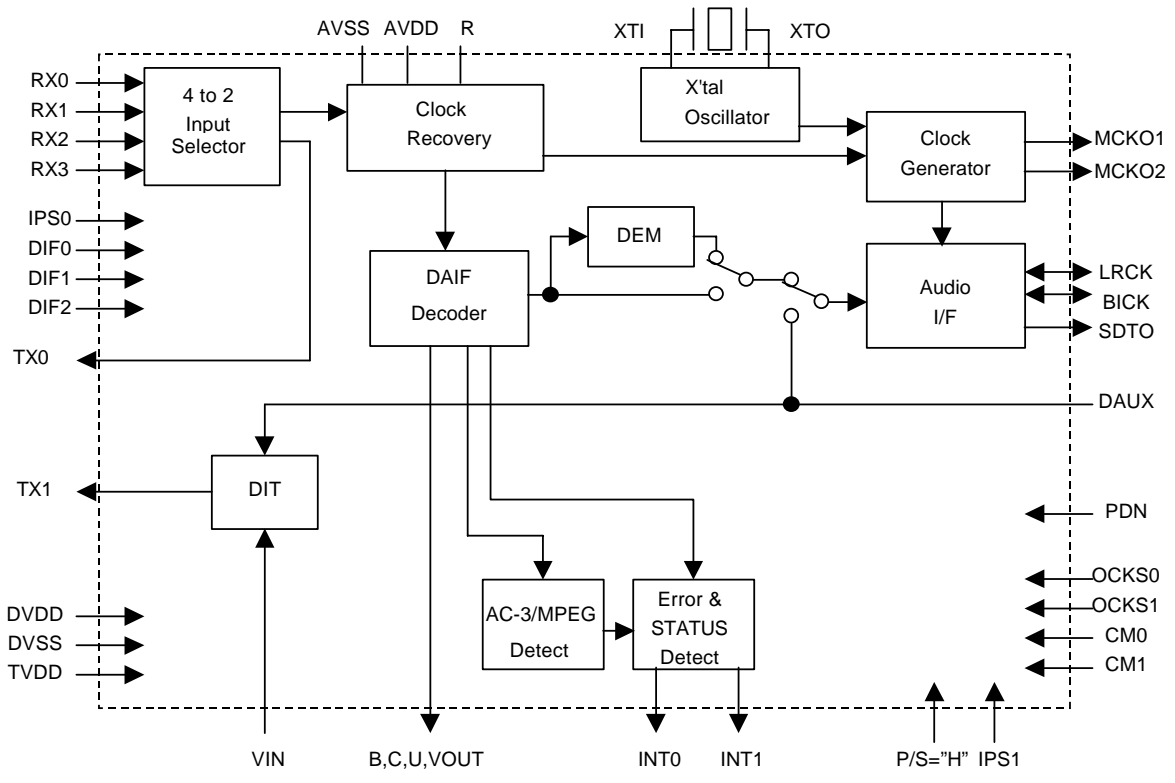 AVSS AVDD R
XTI XTO
RX0
RX1
RX2
RX3
4 to 2
Input
Selector
Clock
Recovery
X'tal
Oscillator
Clock
Generator
MCKO1
MCKO2
IPS0
DIF0
DIF1
DIF2
DAIF
Decoder
DEM
Audio
I/F
LRCK
BICK
SDTO
TX0
DAUX
TX1
DIT
PDN
AC-3/MPEG
Detect
Error &
STATUS
Detect
OCKS0
OCKS1
CM0
CM1
DVDD
DVSS
TVDD
VIN
B,C,U,VOUT
INT0
INT1
P/S=”H”
IPS1